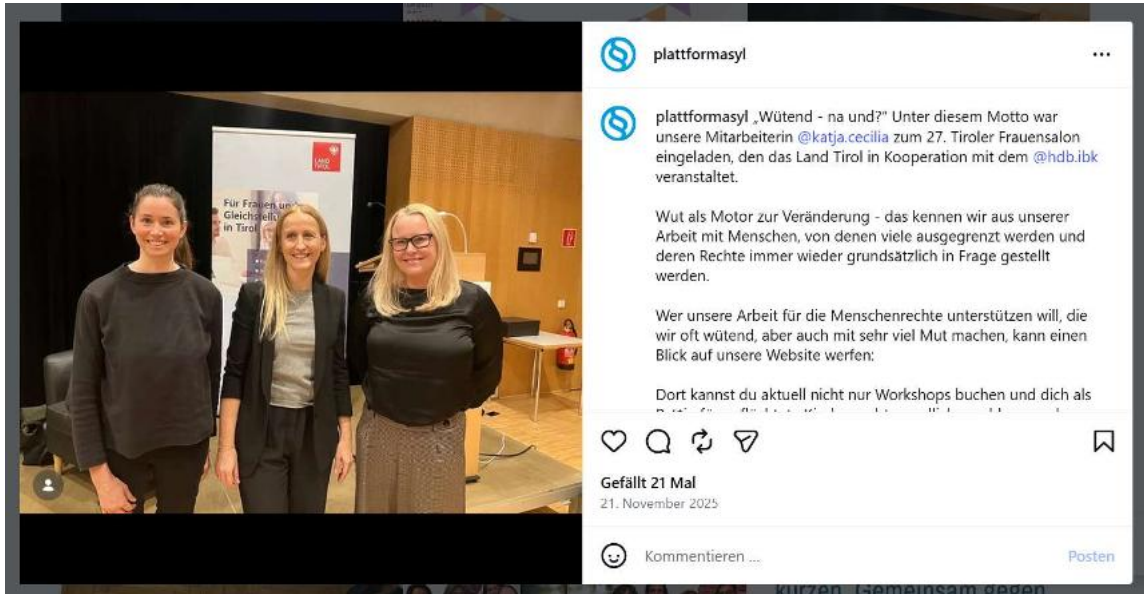 LAND
TIROL
Für Frauen und
Gleichstellung
in Tirol
plattformasyl
plattformasyl „Wütend - na und?" Unter diesem Motto war
unsere Mitarbeiterin @katja.cecilia zum 27. Tiroler Frauensalon
eingeladen, den das Land Tirol in Kooperation mit dem @hdb.ibk
veranstaltet.
Wut als Motor zur Veränderung - das kennen wir aus unserer
Arbeit mit Menschen, von denen viele ausgegrenzt werden und
deren Rechte immer wieder grundsätzlich in Frage gestellt
werden.
Wer unsere Arbeit für die Menschenrechte unterstützen will, die
wir oft wütend, aber auch mit sehr viel Mut machen, kann einen
Blick auf unsere Website werfen:
Dort kannst du aktuell nicht nur Workshops buchen und dich als
Gefällt 21 Mal
21. November 2025
Kommentieren ...
Posten
kürzen. Gemeinsam gegen